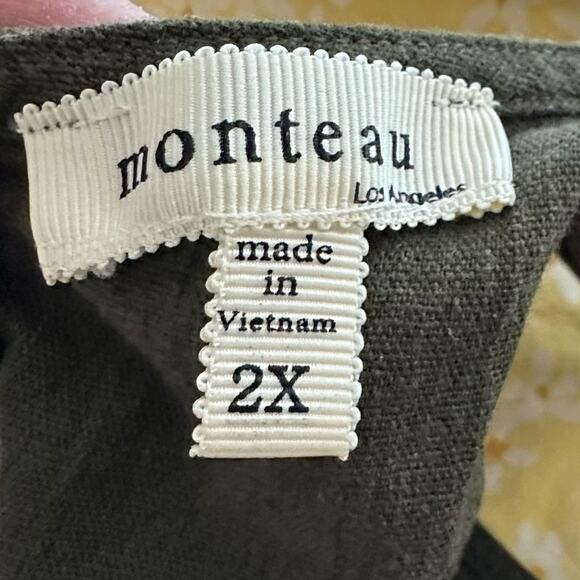 monteau
Los Angeles
made
in
Vietnam
2X